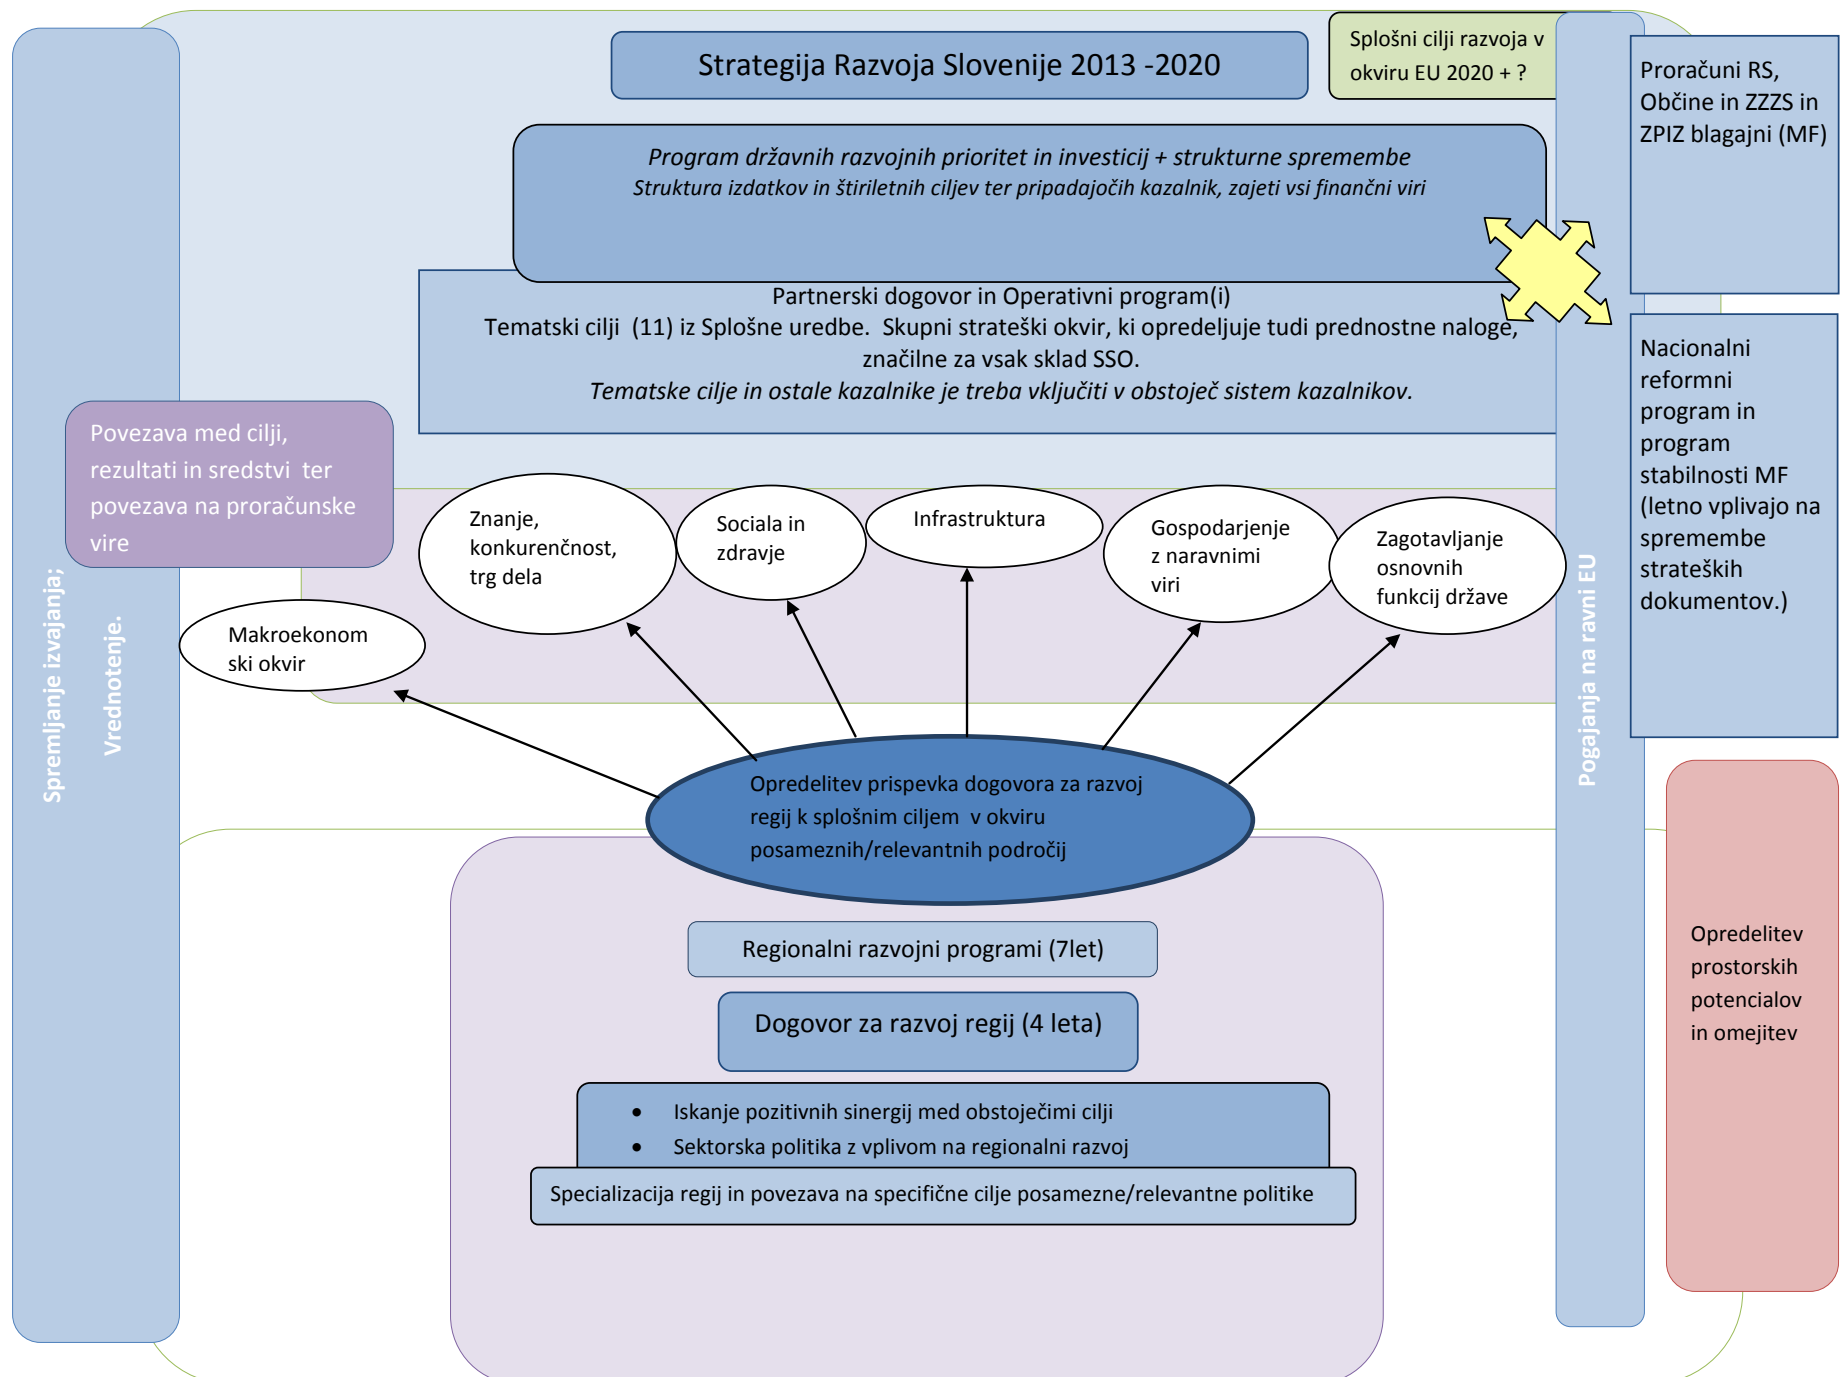 Strategija Razvoja Slovenije 2013 -2020
Splošni cilji razvoja v
okviru EU 2020 + ?
Proračuni RS,
Občine in ZZZS in
ZPIZ blagajni (MF)
Program državnih razvojnih prioritet in investicij + strukturne spremembe
Struktura izdatkov in štiriletnih ciljev ter pripadajočih kazalnik, zajeti vsi finančni viri
Partnerski dogovor in Operativni program(i)
Tematski cilji (11) iz Splošne uredbe. Skupni strateški okvir, ki opredeljuje tudi prednostne naloge,
značilne za vsak sklad SSO.
Tematske cilje in ostale kazalnike je treba vključiti v obstoječ sistem kazalnikov.
Nacionalni
reformni
program in
program
stabilnosti MF
(letno vplivajo na
spremembe
strateških
dokumentov.)
Povezava med cilji,
rezultati in sredstvi ter
povezava na proračunske
vire
Spremljanje izvajanja;
Vrednotenje.
Makroekonom
ski okvir
Znanje,
konkurenčnost,
trg dela
Sociala in
zdravje
Infrastruktura
Gospodarjenje
z naravnimi
viri
Zagotavljanje
osnovnih
funkcij države
Pogajanja na ravni EU
Opredelitev prispevka dogovora za razvoj
regij k splošnim ciljem v okviru
posameznih/relevantnih področij
Regionalni razvojni programi (7let)
Dogovor za razvoj regij (4 leta)
• Iskanje pozitivnih sinergij med obstoječimi cilji
• Sektorska politika z vplivom na regionalni razvoj
Specializacija regij in povezava na specifične cilje posamezne/relevantne politike
Opredelitev
prostorskih
potencialov
in omejitev